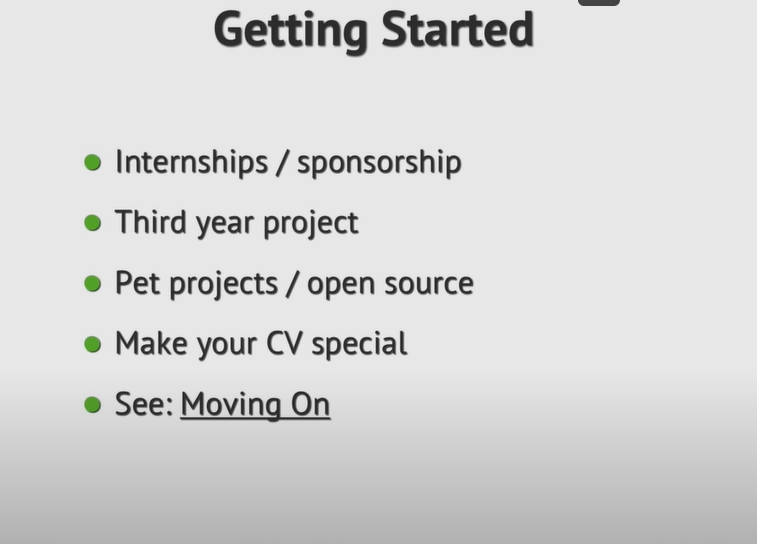 Getting Started
Internships / sponsorship
Third year project
Pet projects / open source
Make your CV special
See: Moving On